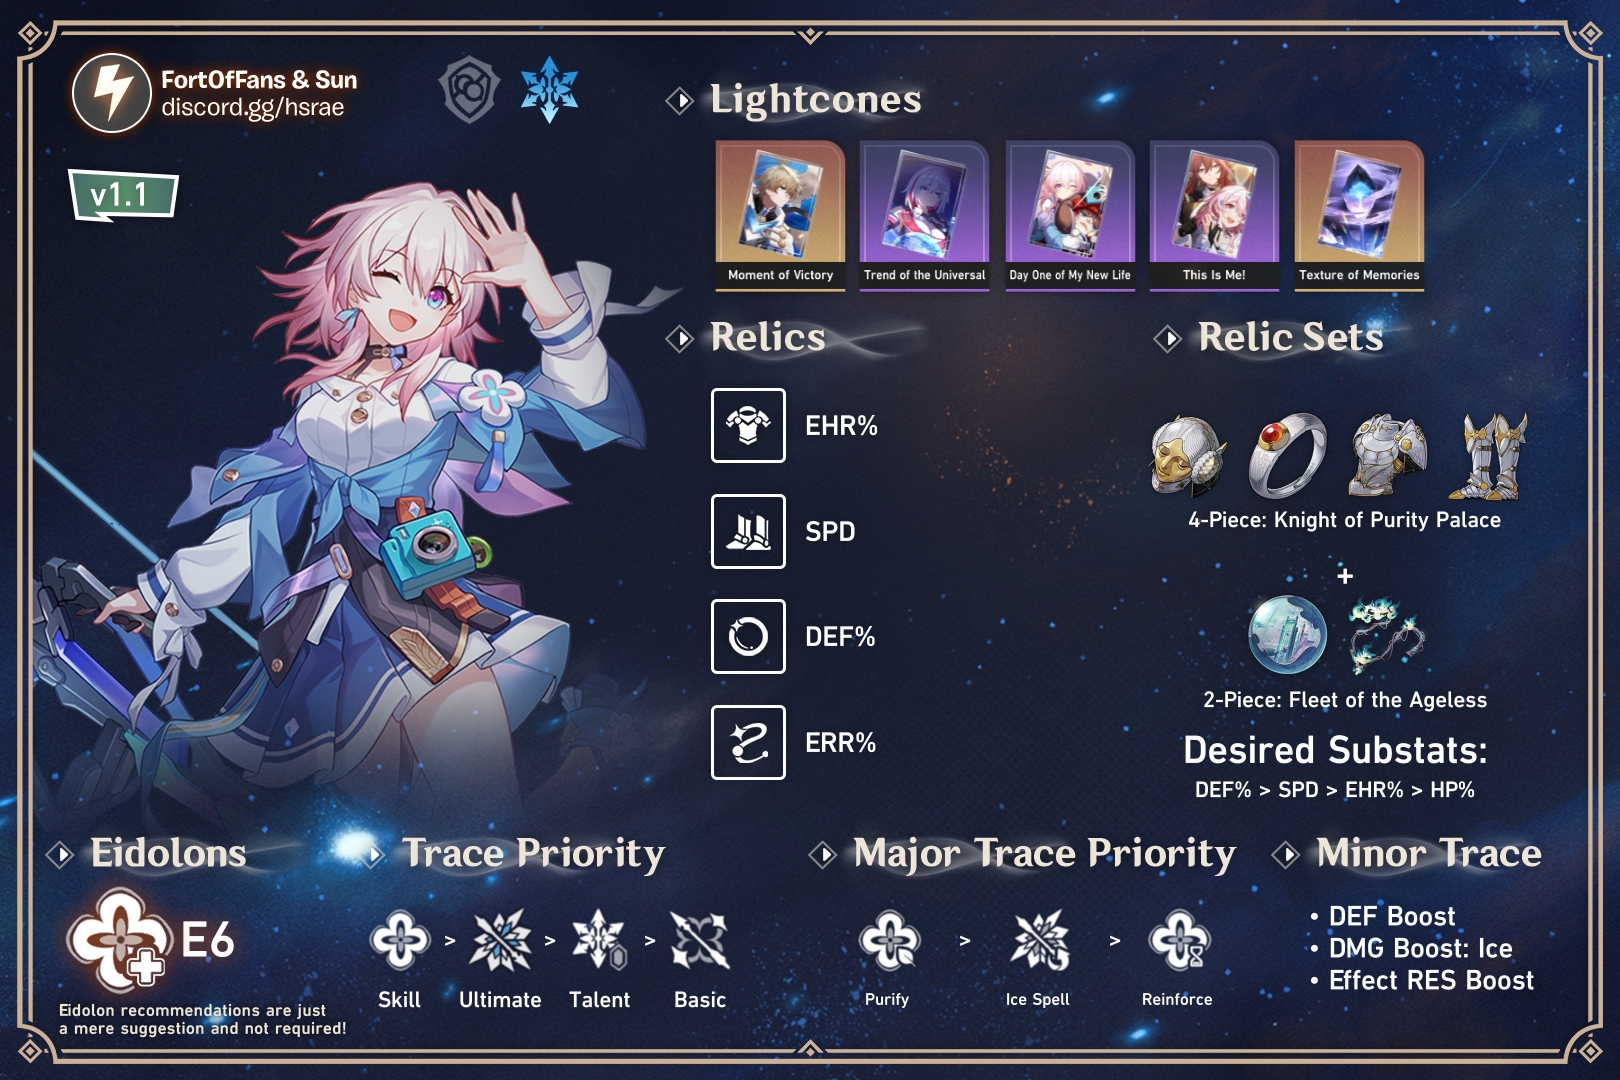 FortOfFans & Sun
discord.gg/hsrae
v1.1
Lightcones
Moment of Victory
Trend of the Universal
Day One of My New Life
This Is Me!
Texture of Memories
Relics
EHR%
SPD
DEF%
ERR%
Relic Sets
4-Piece: Knight of Purity Palace
+
2-Piece: Fleet of the Ageless
Desired Substats:
DEF% > SPD > EHR% > HP%
Eidolons
E6
Eidolon recommendations are just
a mere suggestion and not required!
Trace Priority
> > >
Skill Ultimate Talent Basic
Major Trace Priority
> >
Purify Ice Spell Reinforce
Minor Trace
• DEF Boost
• DMG Boost: Ice
• Effect RES Boost